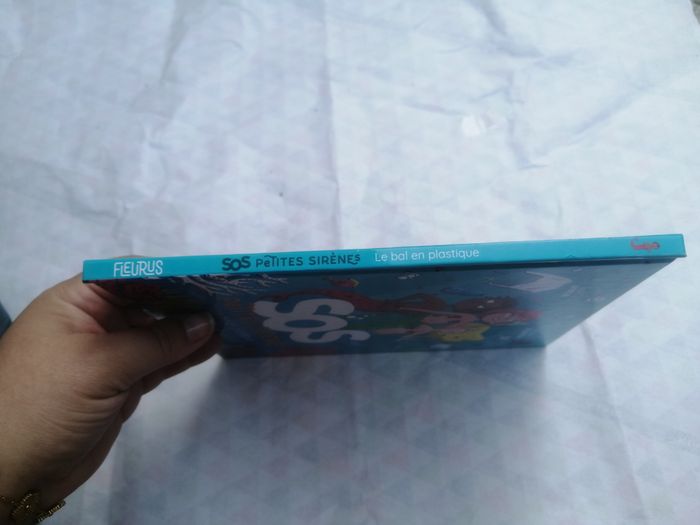 FLEURUS SOS PETITES SIRÈNES Le bal en plastique
SOS